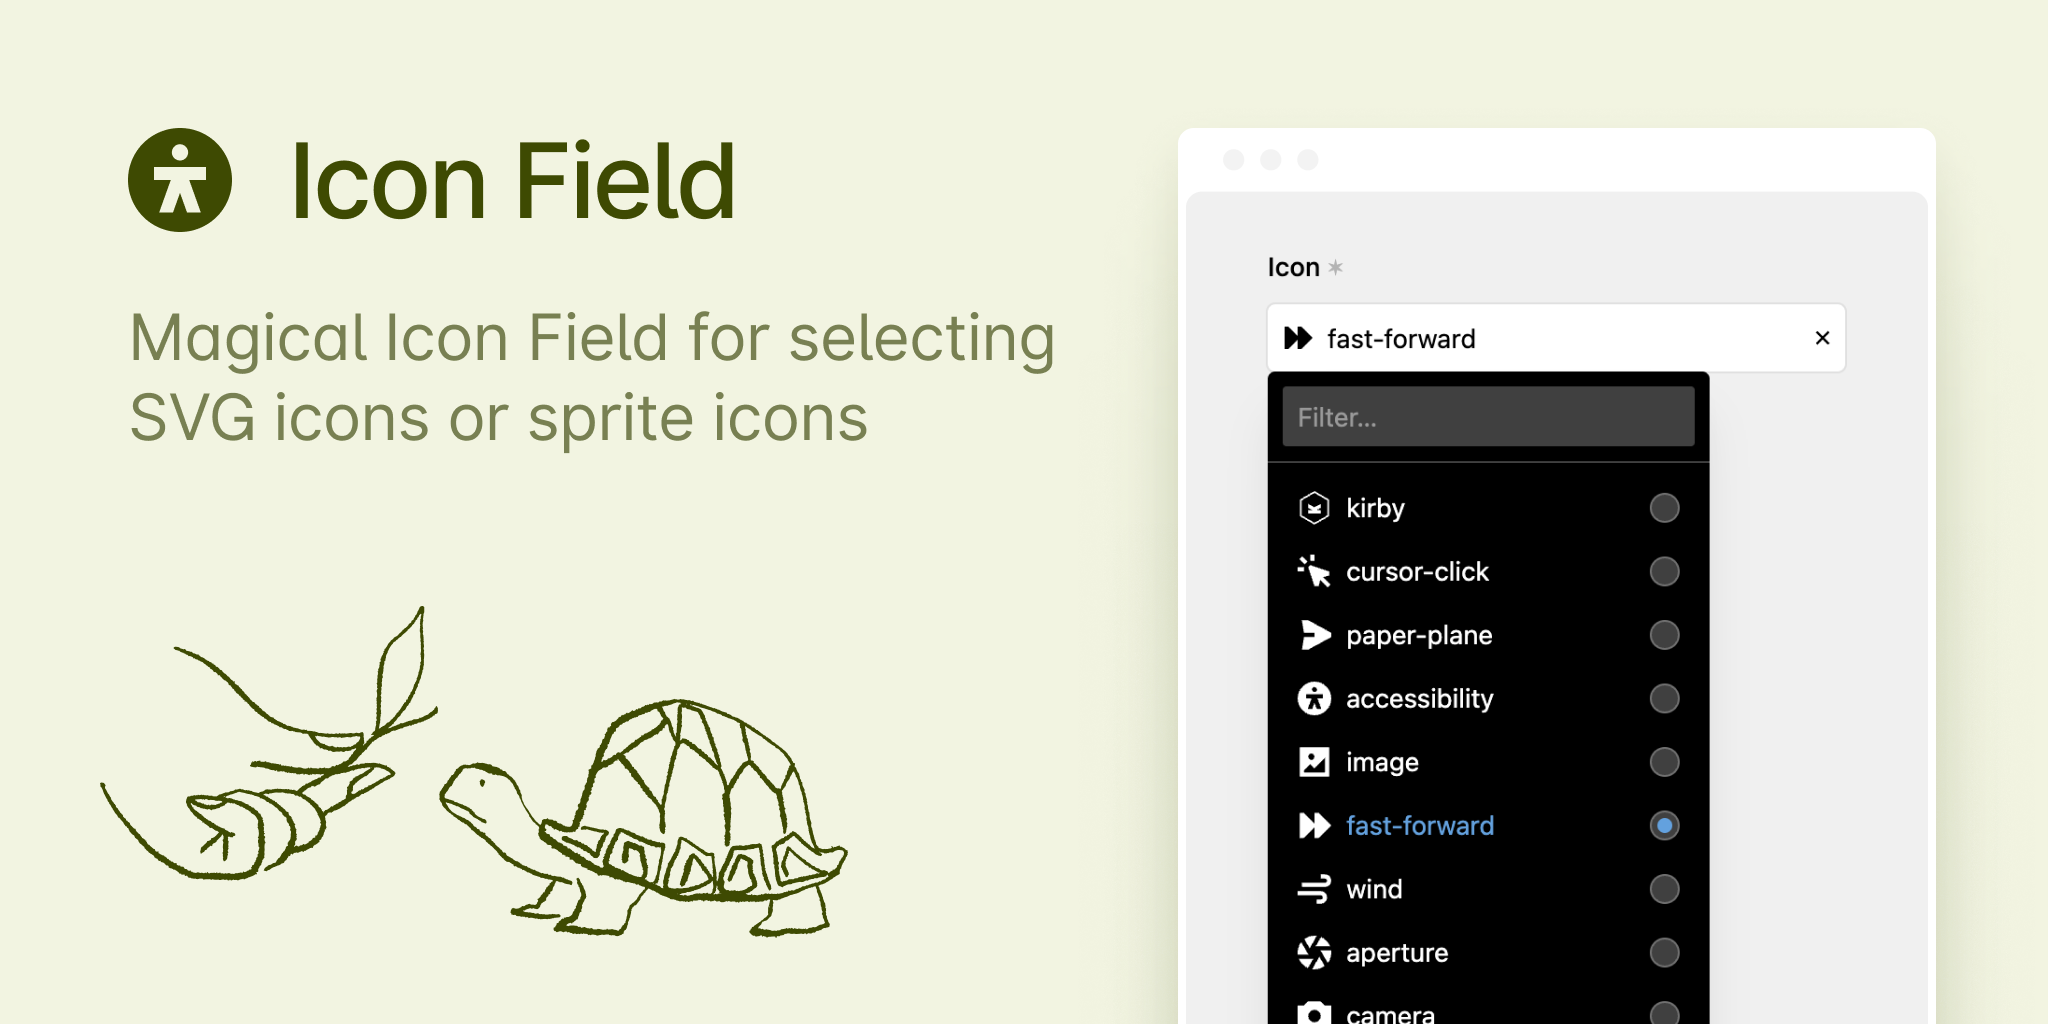 Icon Field
Magical Icon Field for selecting
SVG icons or sprite icons
Icon ✶
fast-forward ×
Filter…
kirby
cursor-click
paper-plane
accessibility
image
fast-forward
wind
aperture
camera